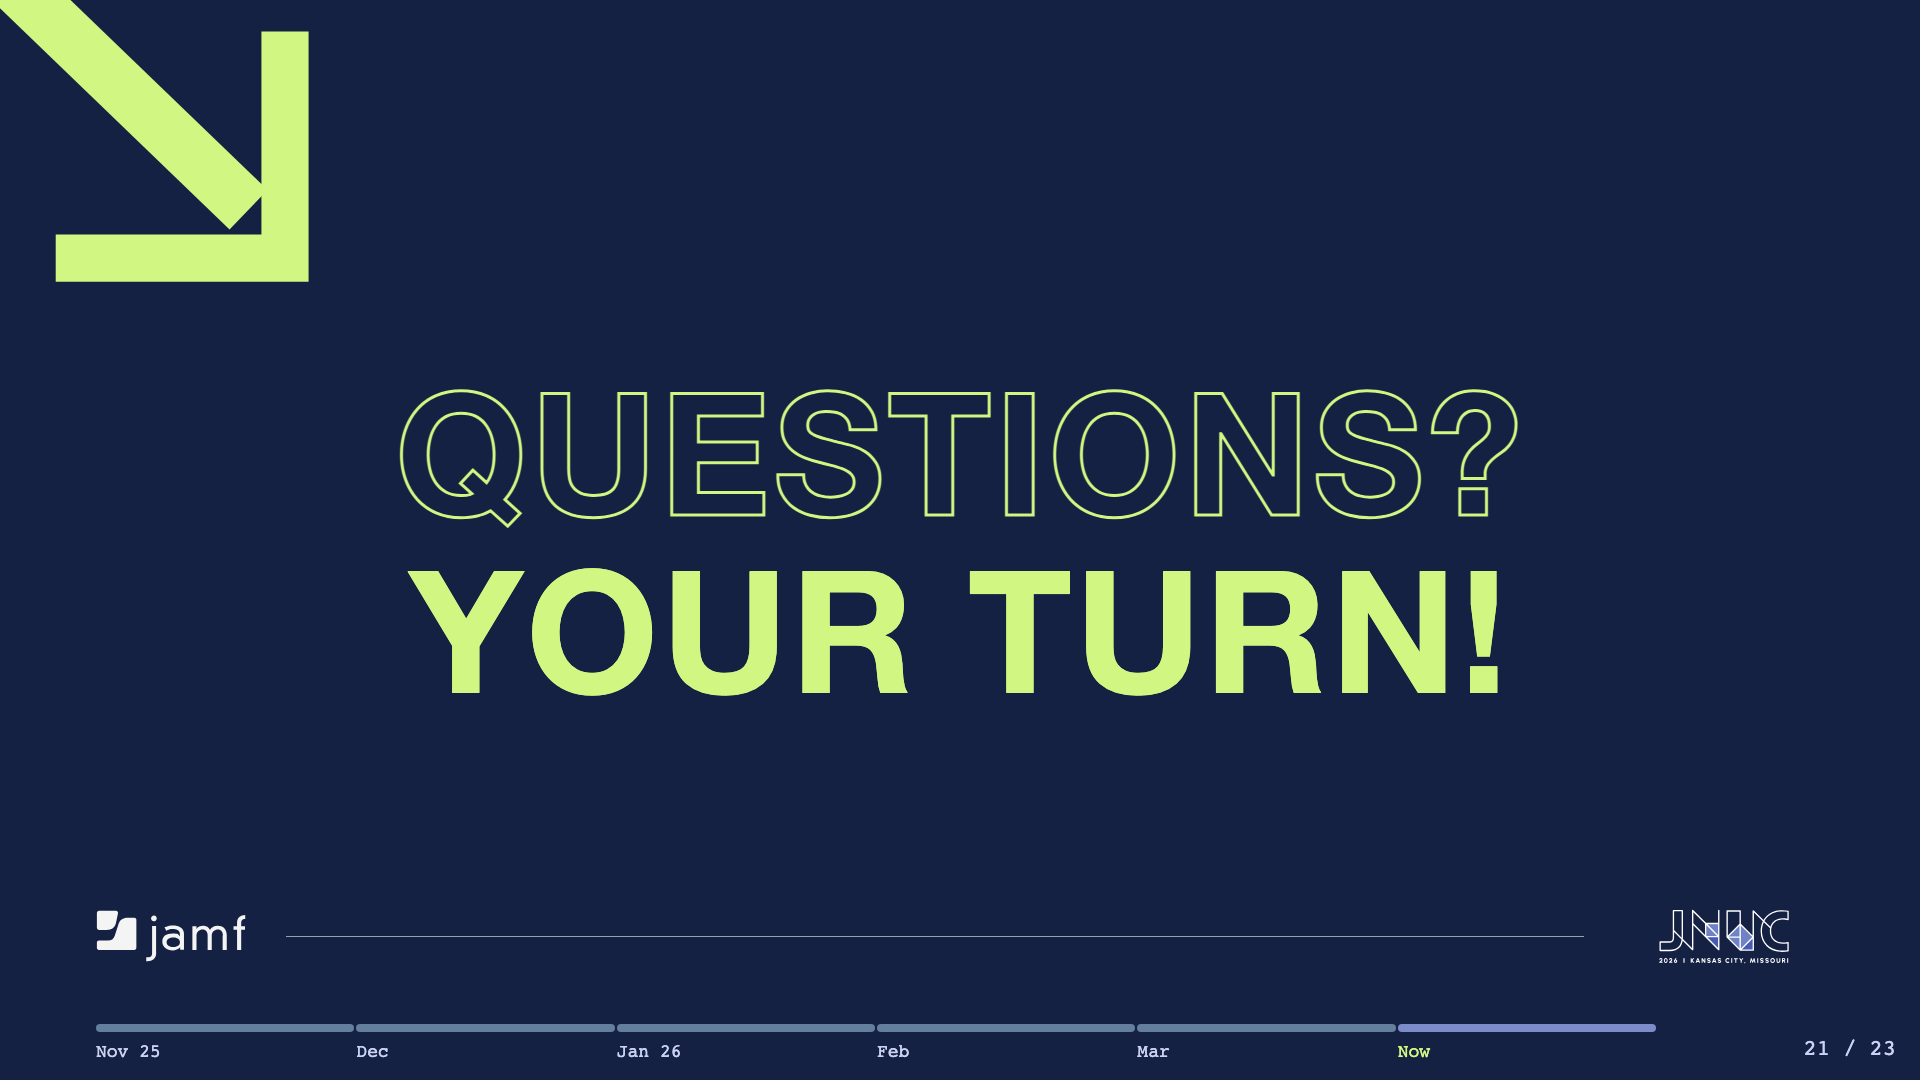 QUESTIONS?
YOUR TURN!
jamf
JNUC
2026 | KANSAS CITY, MISSOURI
Nov 25
Dec
Jan 26
Feb
Mar
Now
21 / 23